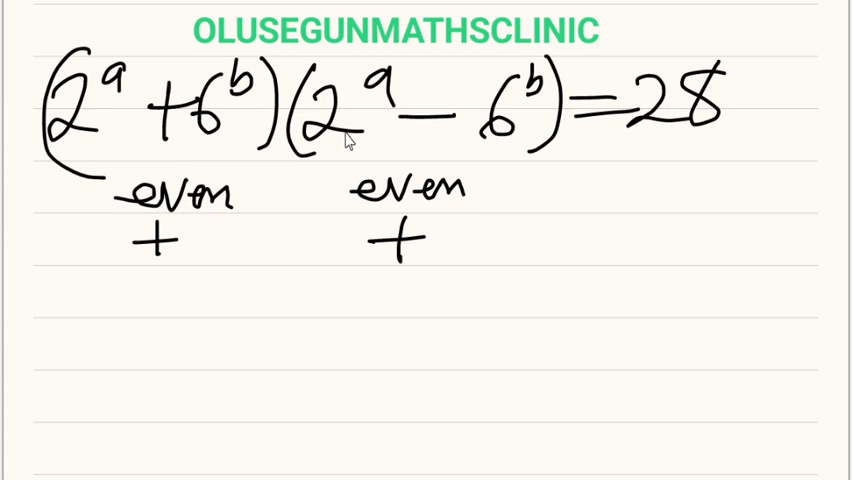 OLUSEGUNMATHSCLINIC
(2^a + 6^b)(2^a - 6^b) = 28
even even
+ +